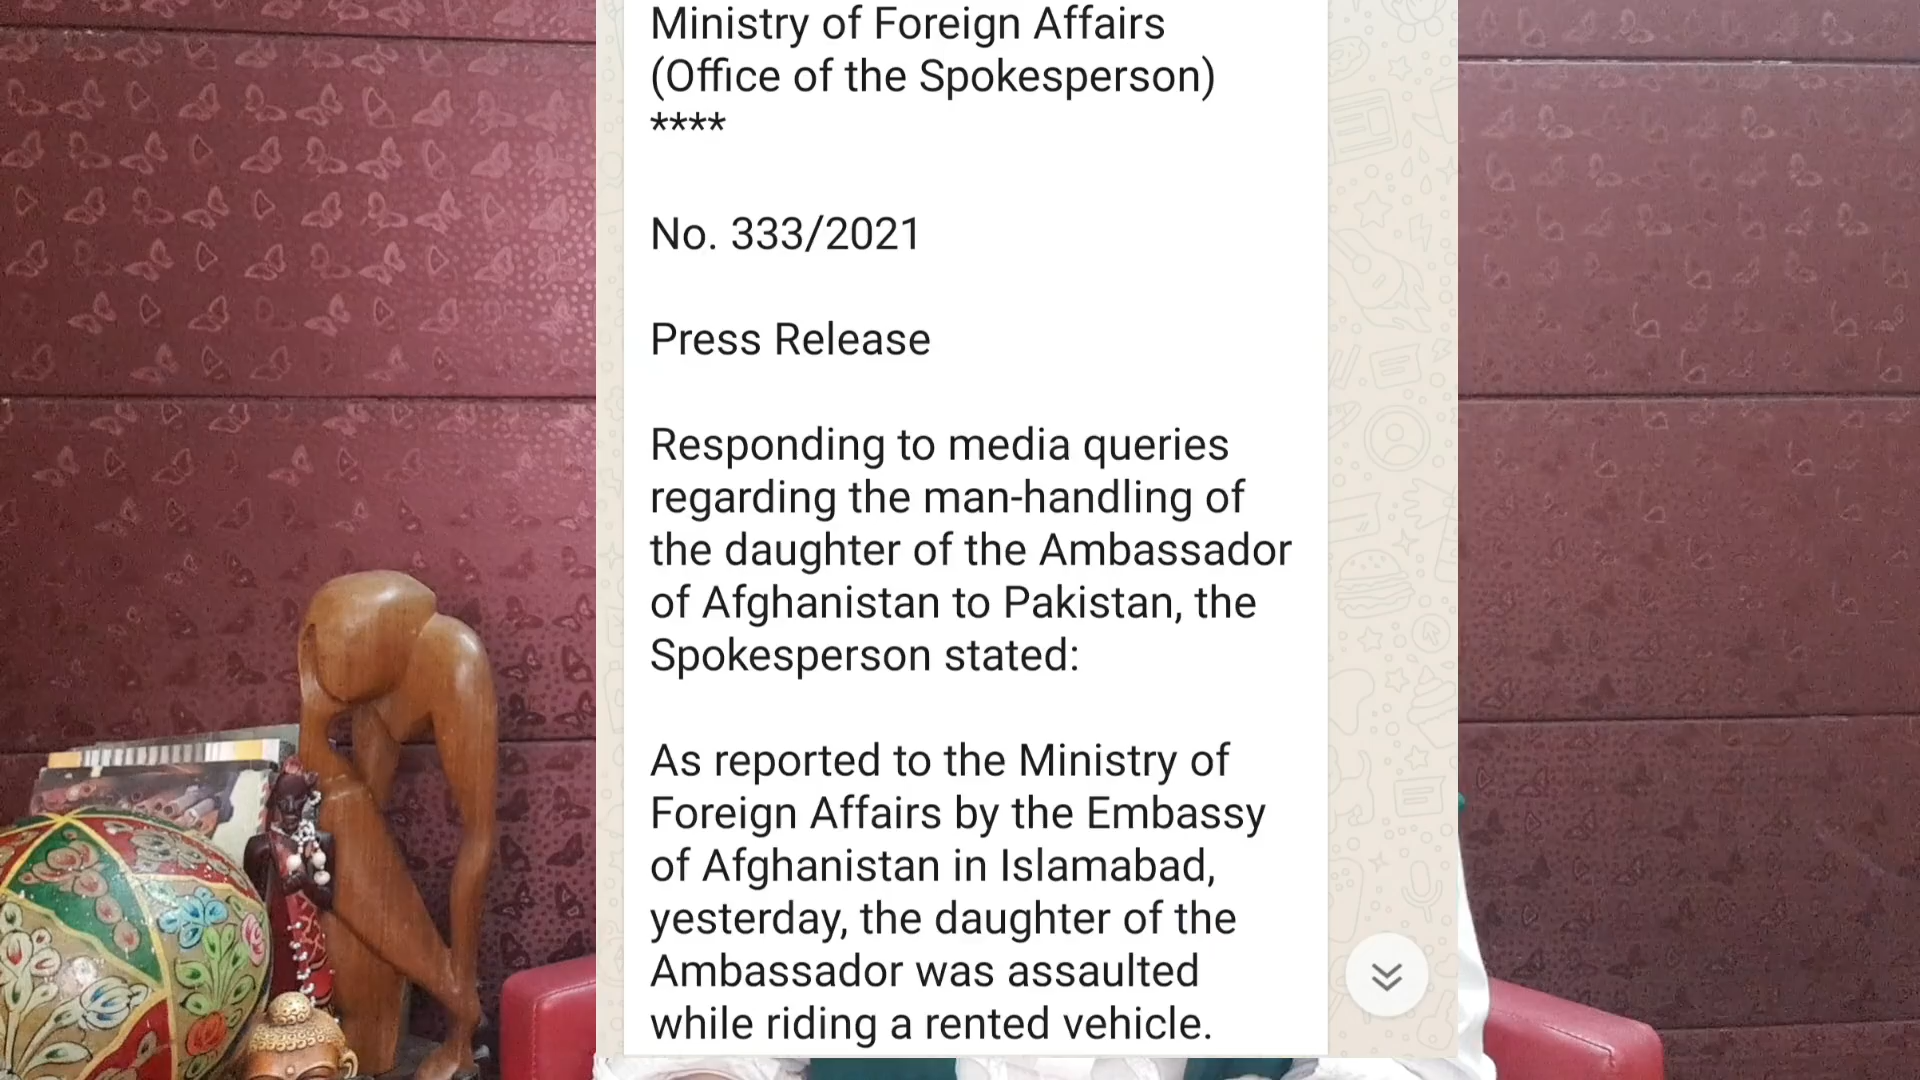 Ministry of Foreign Affairs
(Office of the Spokesperson)
****
No. 333/2021
Press Release
Responding to media queries
regarding the man-handling of
the daughter of the Ambassador
of Afghanistan to Pakistan, the
Spokesperson stated:
As reported to the Ministry of
Foreign Affairs by the Embassy
of Afghanistan in Islamabad,
yesterday, the daughter of the
Ambassador was assaulted
while riding a rented vehicle.